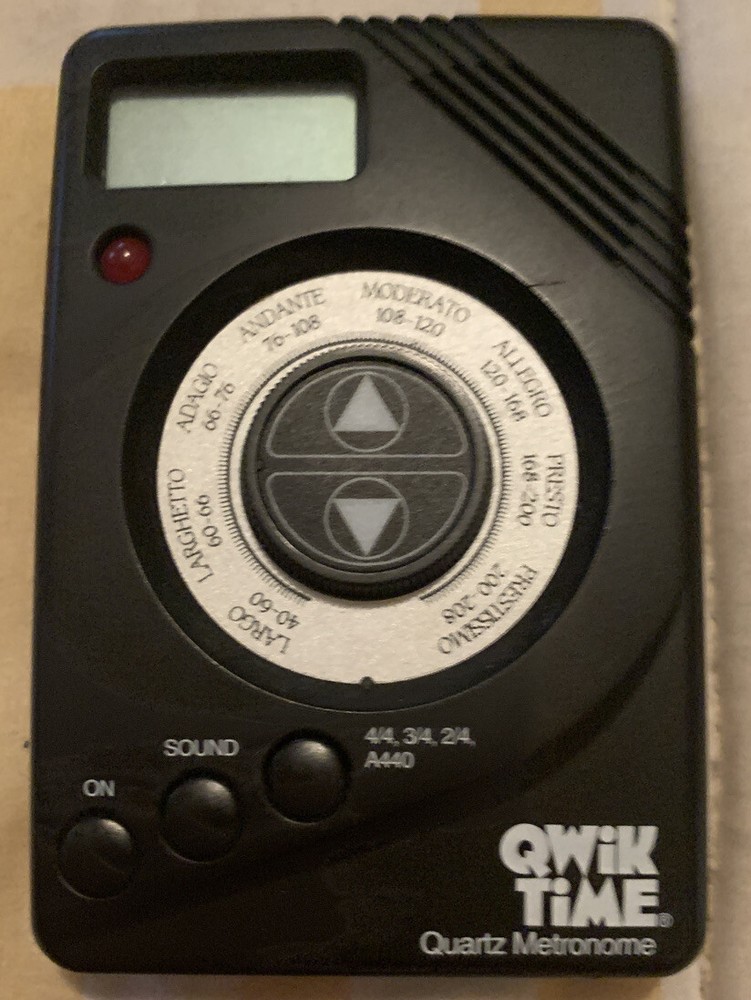 MODERATO
108-120
ANDANTE
76-108
ALLEGRO
120-168
ADAGIO
66-76
PRESTO
168-200
LARGHETTO
60-66
PRESTISSIMO
200-208
LARGO
40-60
4/4, 3/4, 2/4,
A440
SOUND
ON
QWiK
TiME®
Quartz Metronome